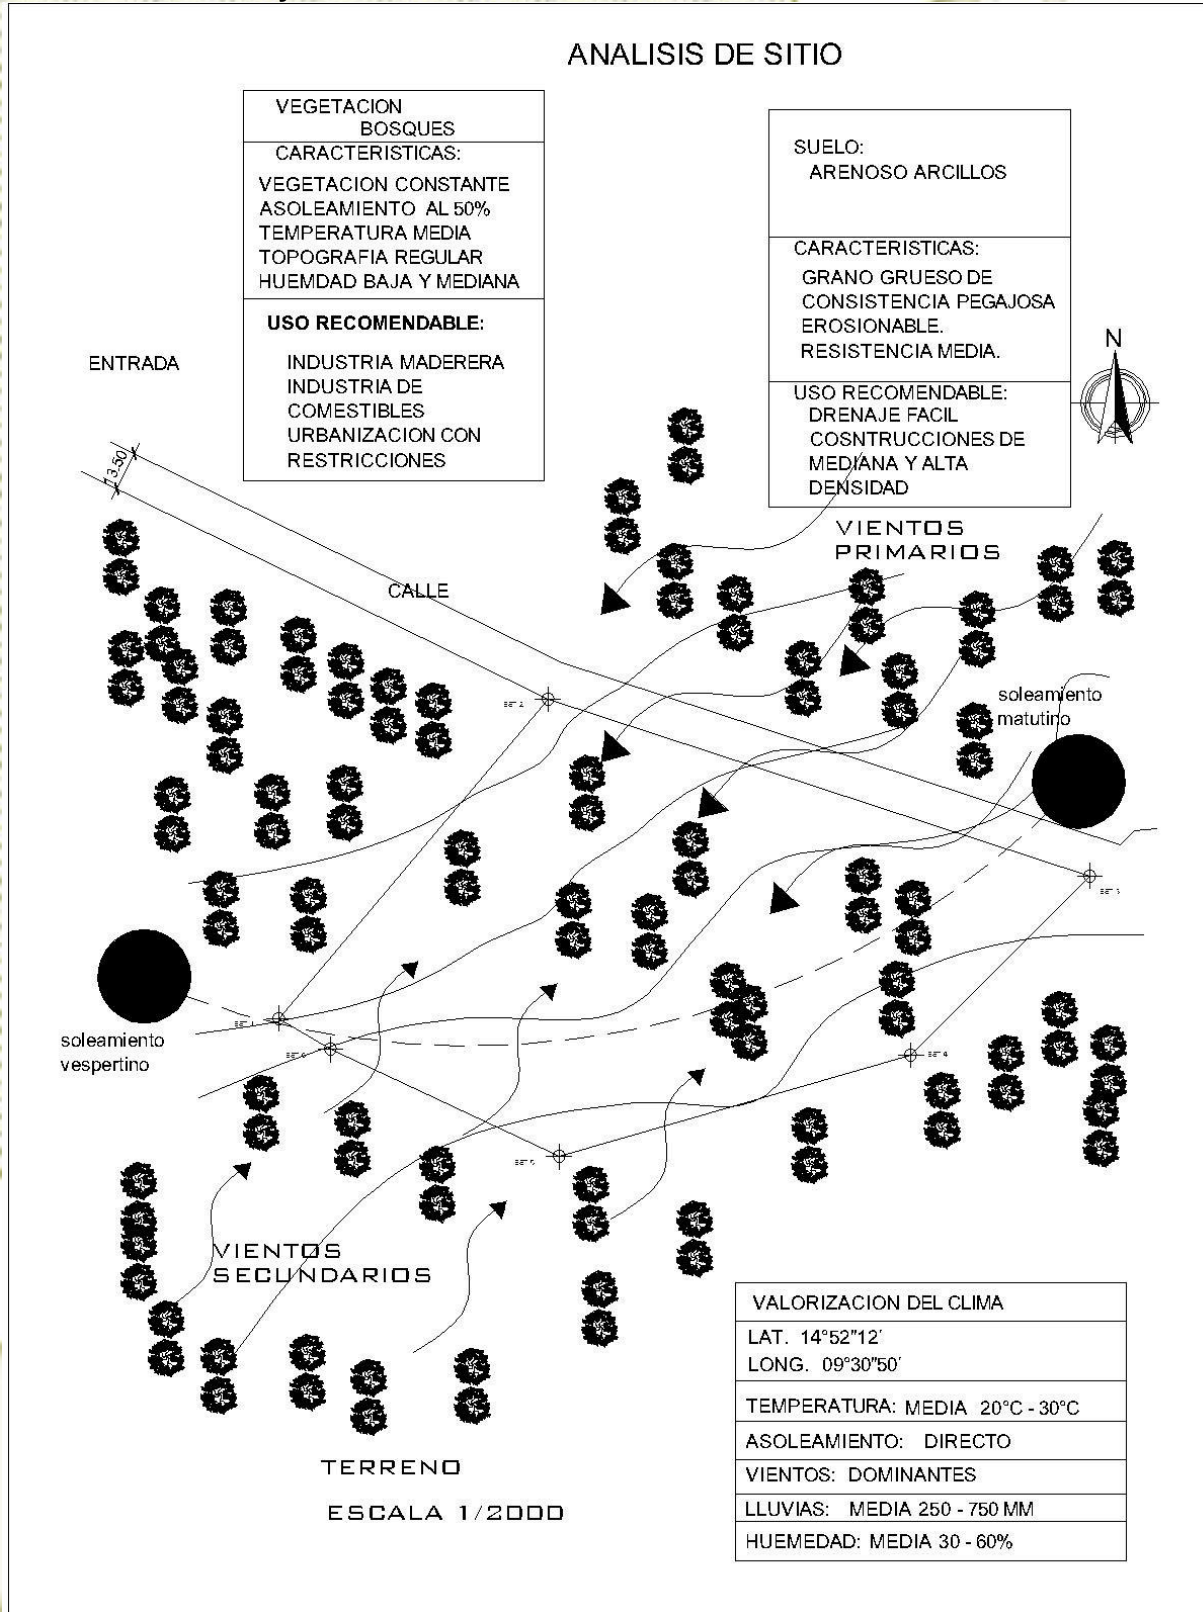 ANALISIS DE SITIO
VEGETACION
BOSQUES
CARACTERISTICAS:
VEGETACION CONSTANTE
ASOLEAMIENTO AL 50%
TEMPERATURA MEDIA
TOPOGRAFIA REGULAR
HUEMDAD BAJA Y MEDIANA
USO RECOMENDABLE:
INDUSTRIA MADERERA
INDUSTRIA DE
COMESTIBLES
URBANIZACION CON
RESTRICCIONES
SUELO:
ARENOSO ARCILLOS
CARACTERISTICAS:
GRANO GRUESO DE
CONSISTENCIA PEGAJOSA
EROSIONABLE.
RESISTENCIA MEDIA.
USO RECOMENDABLE:
DRENAJE FACIL
COSNTRUCCIONES DE
MEDIANA Y ALTA
DENSIDAD
N
ENTRADA
13.50
CALLE
VIENTOS
PRIMARIOS
soleamiento
matutino
soleamiento
vespertino
VIENTOS
SECUNDARIOS
TERRENO
ESCALA 1/2000
VALORIZACION DEL CLIMA
LAT. 14°52"12'
LONG. 09°30"50'
TEMPERATURA: MEDIA 20°C - 30°C
ASOLEAMIENTO: DIRECTO
VIENTOS: DOMINANTES
LLUVIAS: MEDIA 250 - 750 MM
HUEMEDAD: MEDIA 30 - 60%